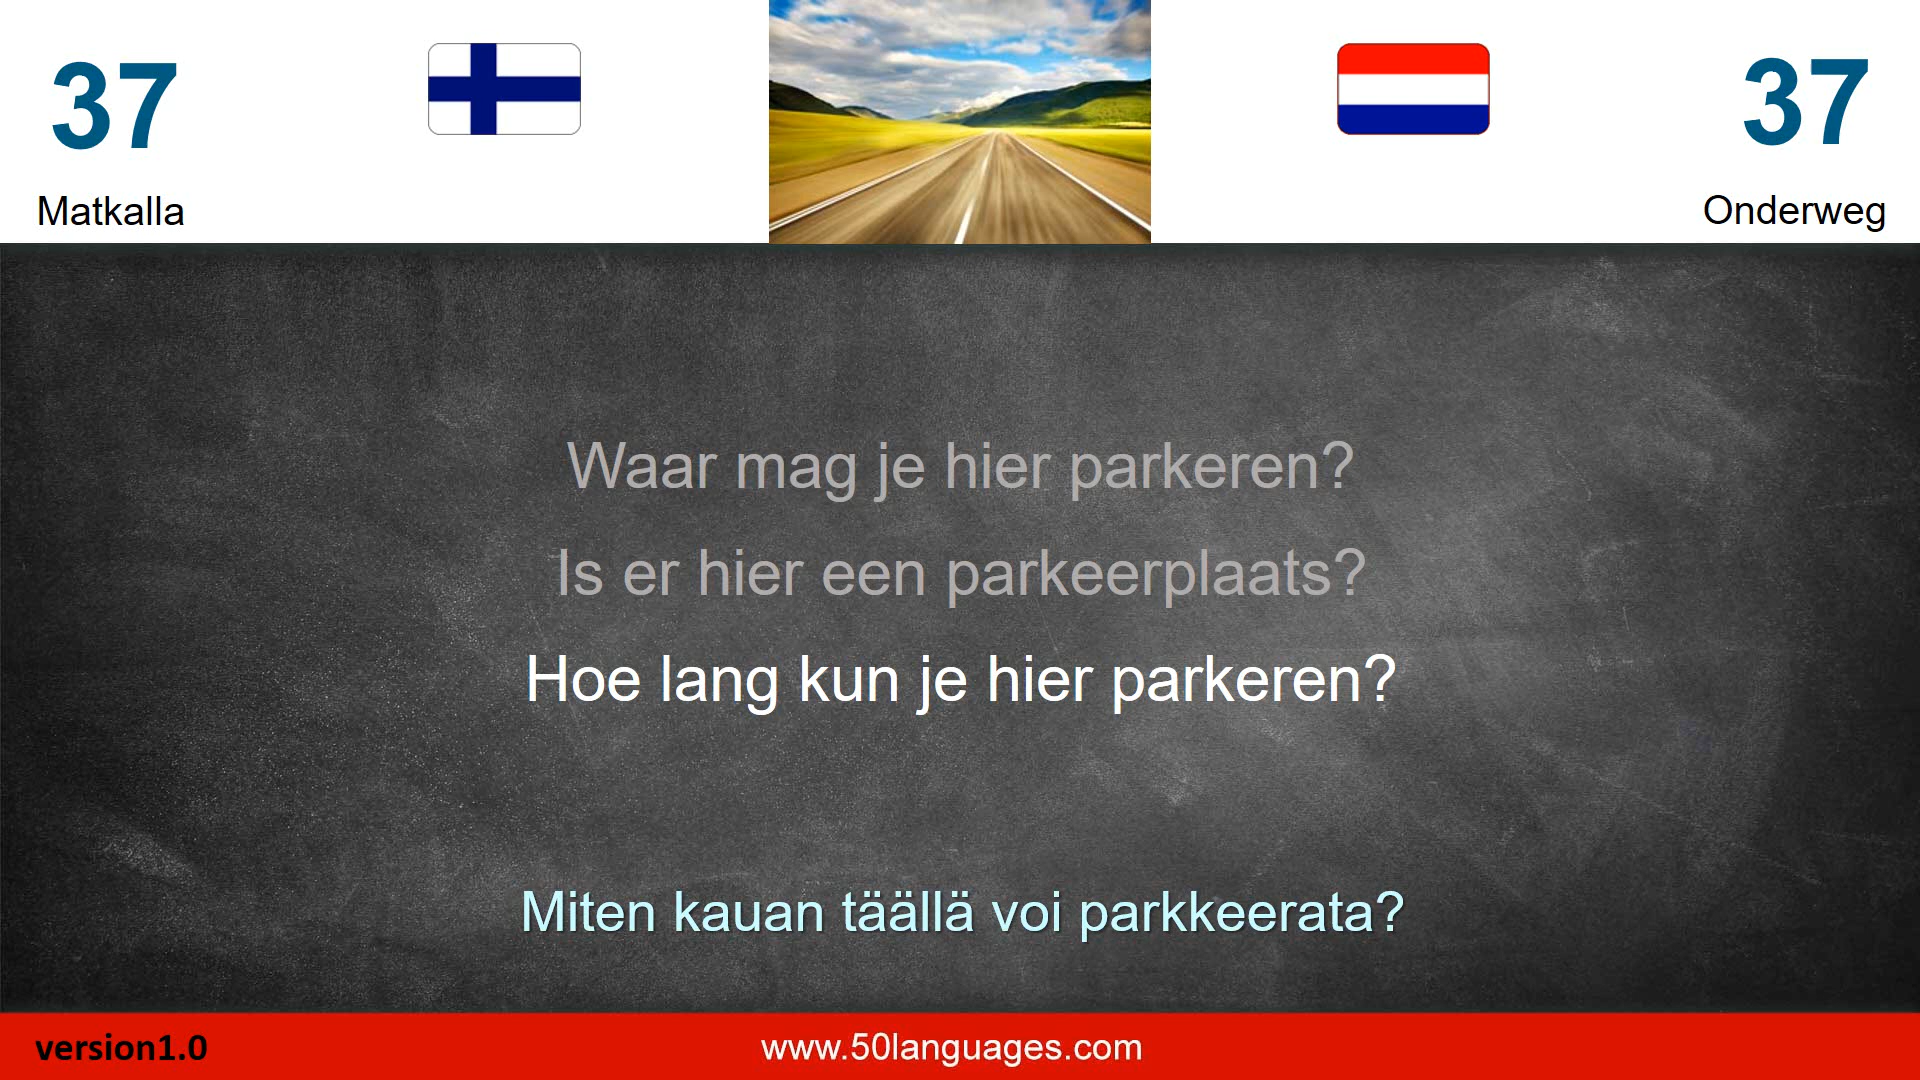 37
37
Matkalla
Onderweg
Waar mag je hier parkeren?
Is er hier een parkeerplaats?
Hoe lang kun je hier parkeren?
Miten kauan täällä voi parkkeerata?
version1.0
www.50languages.com